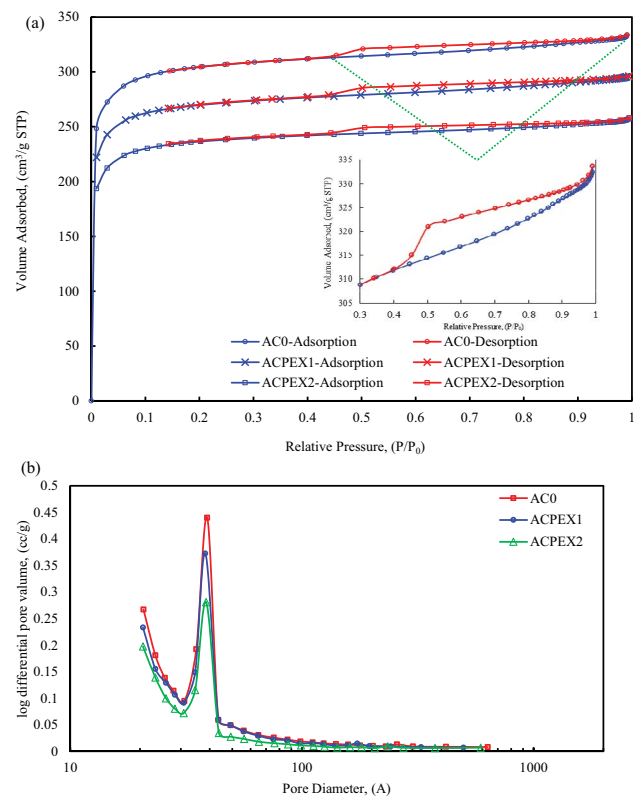 (a)
350
300
250
200
150
100
50
0
Volume Adsorbed, (cm³/g STP)
0 0.1 0.2 0.3 0.4 0.5 0.6 0.7 0.8 0.9 1
Relative Pressure, (P/P₀)
335
330
325
320
315
310
305
Volume Adsorbed, (cm³/g STP)
0.3 0.4 0.5 0.6 0.7 0.8 0.9 1
Relative Pressure, (P/P₀)
AC0-Adsorption AC0-Desorption
ACPEX1-Adsorption ACPEX1-Desorption
ACPEX2-Adsorption ACPEX2-Desorption
(b)
0.5
0.45
0.4
0.35
0.3
0.25
0.2
0.15
0.1
0.05
0
log differential pore valume, (cc/g)
AC0
ACPEX1
ACPEX2
10 100 1000
Pore Diameter, (A)